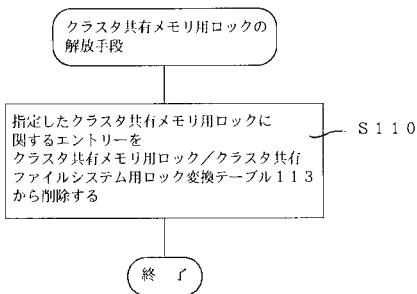 クラスタ共有メモリ用ロックの
解放手段
指定したクラスタ共有メモリ用ロックに
関するエントリーを
クラスタ共有メモリ用ロック／クラスタ共有
ファイルシステム用ロック変換テーブル１１３
から削除する
Ｓ１１０
終　了